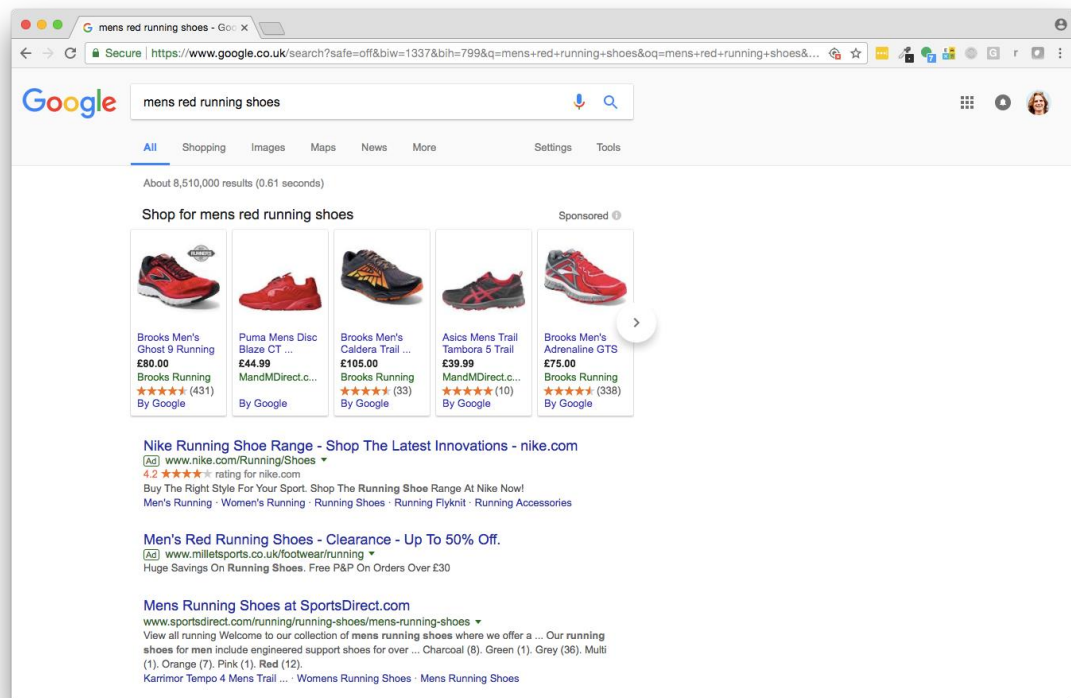 mens red running shoes - Goo
Secure | https://www.google.co.uk/search?safe=off&biw=1337&bih=799&q=mens+red+running+shoes&oq=mens+red+running+shoes&...
7
G
r
Google
mens red running shoes
All Shopping Images Maps News More Settings Tools
About 8,510,000 results (0.61 seconds)
Shop for mens red running shoes
Sponsored
Brooks Men's
Ghost 9 Running
£80.00
Brooks Running
(431)
By Google
Puma Mens Disc
Blaze CT ...
£44.99
MandMDirect.c...
By Google
Brooks Men's
Caldera Trail ...
£105.00
Brooks Running
(33)
By Google
Asics Mens Trail
Tambora 5 Trail
£39.99
MandMDirect.c...
(10)
By Google
Brooks Men's
Adrenaline GTS
£75.00
Brooks Running
(338)
By Google
Nike Running Shoe Range - Shop The Latest Innovations - nike.com
Ad www.nike.com/Running/Shoes
4.2 rating for nike.com
Buy The Right Style For Your Sport. Shop The Running Shoe Range At Nike Now!
Men's Running · Women's Running · Running Shoes · Running Flyknit · Running Accessories
Men's Red Running Shoes - Clearance - Up To 50% Off.
Ad www.milletsports.co.uk/footwear/running
Huge Savings On Running Shoes. Free P&P On Orders Over £30
Mens Running Shoes at SportsDirect.com
www.sportsdirect.com/running/running-shoes/mens-running-shoes
View all running Welcome to our collection of mens running shoes where we offer a ... Our running
shoes for men include engineered support shoes for over ... Charcoal (8). Green (1). Grey (36). Multi
(1). Orange (7). Pink (1). Red (12).
Karrimor Tempo 4 Mens Trail ... · Womens Running Shoes · Mens Running Shoes